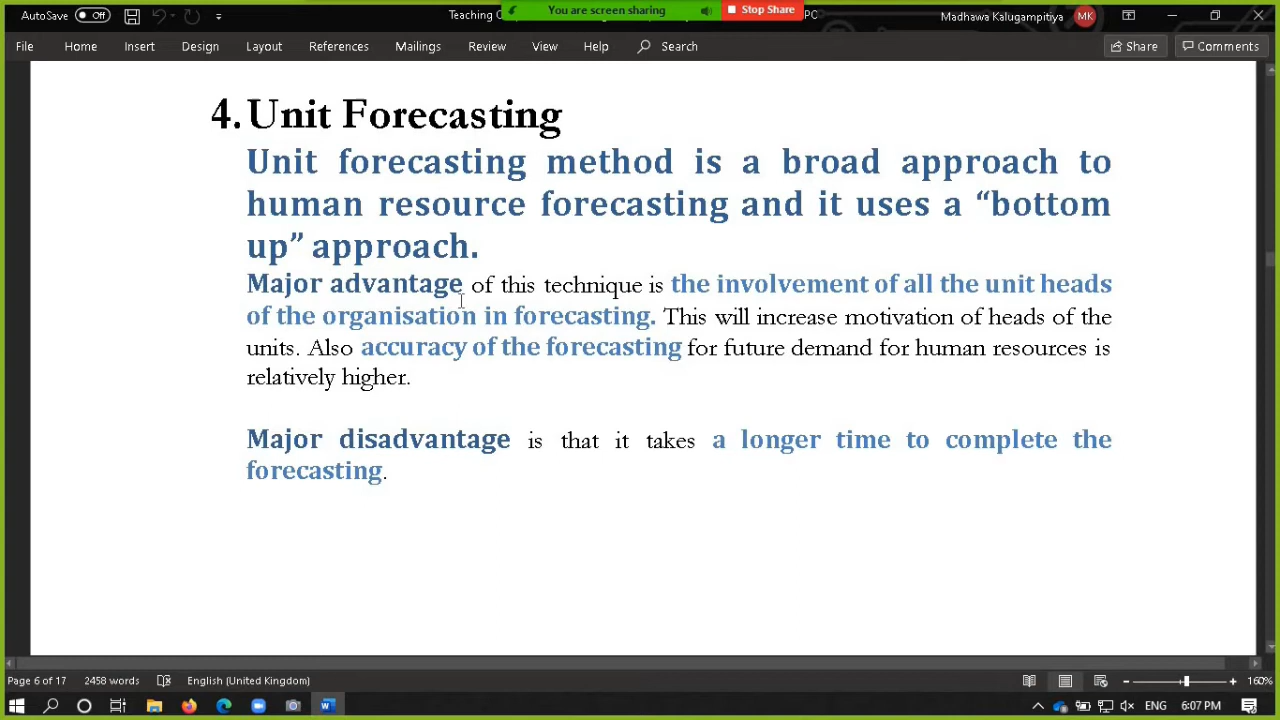 AutoSave Off
Teaching C
You are screen sharing
Stop Share
PC
Madhawa Kalugampitiya MK
File Home Insert Design Layout References Mailings Review View Help Search Share Comments
4. Unit Forecasting
Unit forecasting method is a broad approach to
human resource forecasting and it uses a “bottom
up” approach.
Major advantage of this technique is the involvement of all the unit heads
of the organisation in forecasting. This will increase motivation of heads of the
units. Also accuracy of the forecasting for future demand for human resources is
relatively higher.
Major disadvantage is that it takes a longer time to complete the
forecasting.
Page 6 of 17 2458 words English (United Kingdom) 160%
ENG 6:07 PM